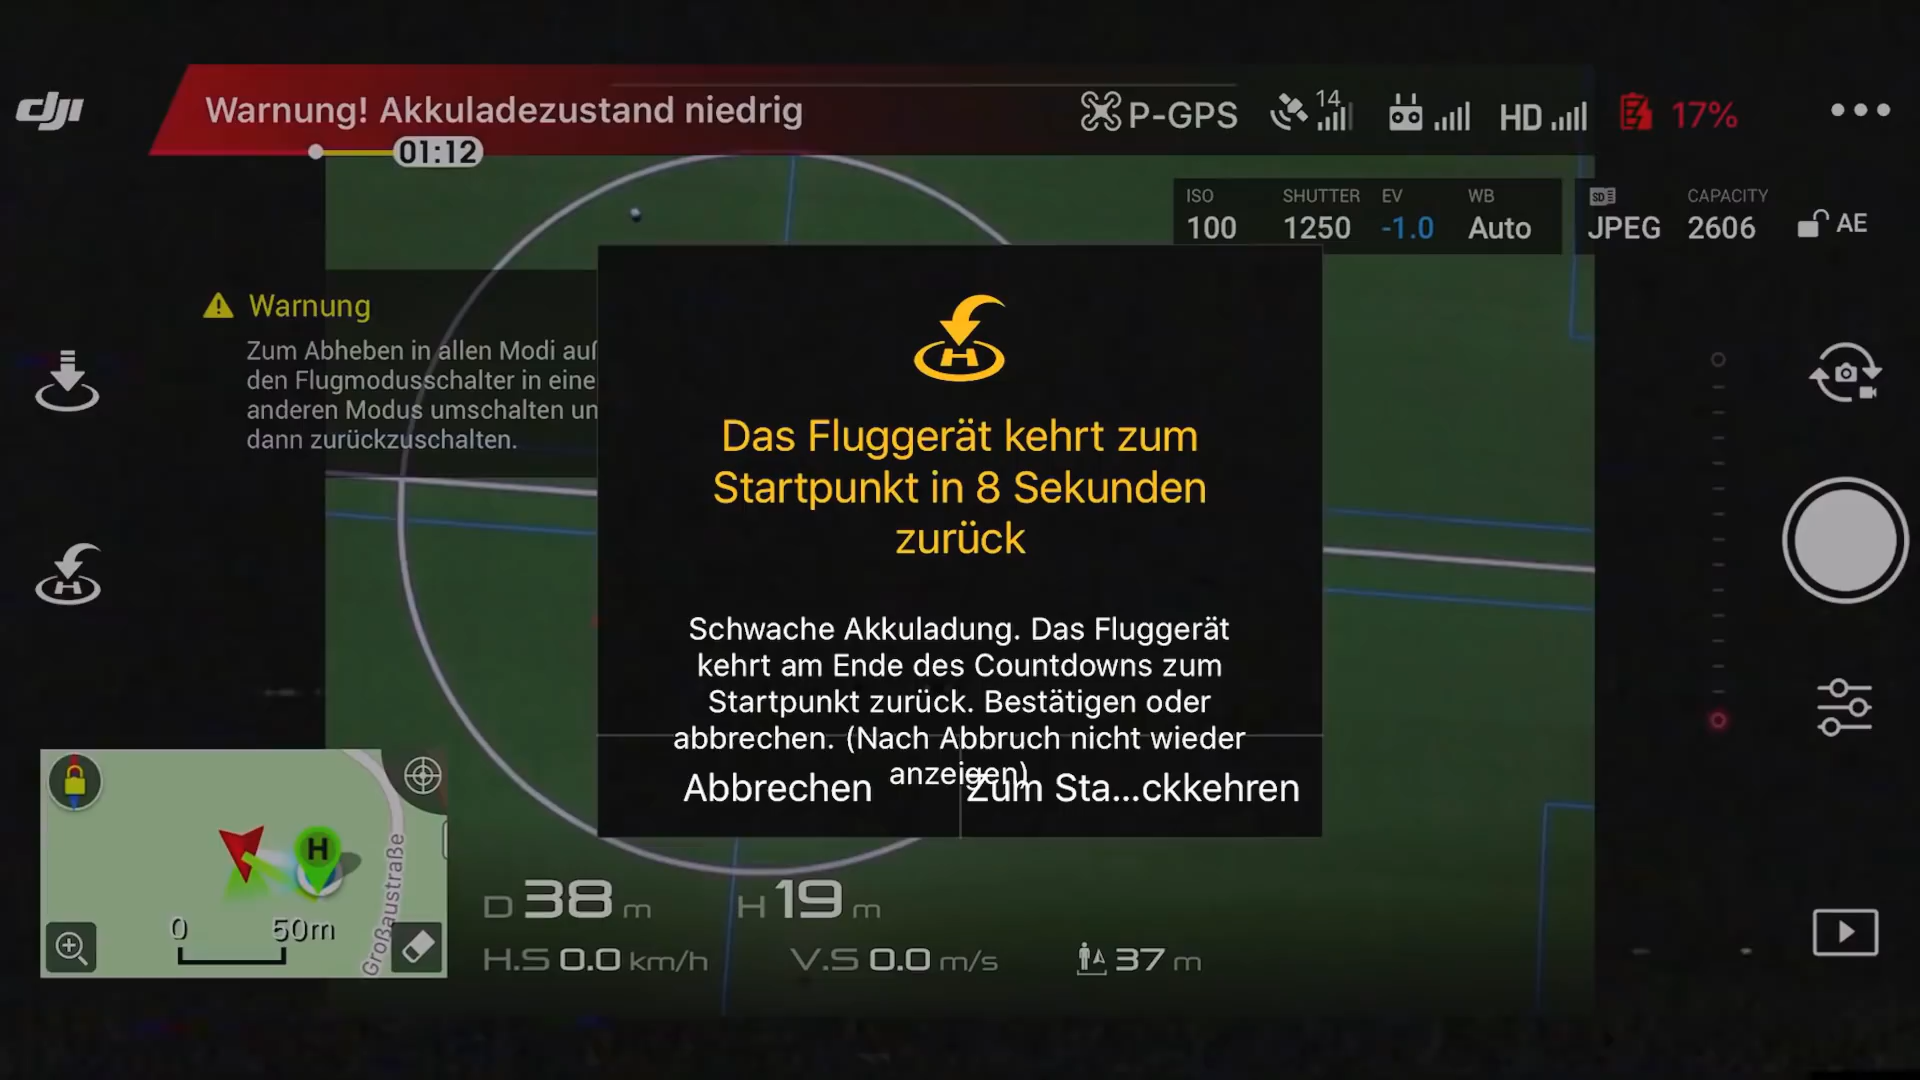 dji
Warnung! Akkuladezustand niedrig
01:12
P-GPS
14
HD
17%
ISO
100
SHUTTER
1250
EV
-1.0
WB
Auto
SD
JPEG
CAPACITY
2606
AE
Warnung
Zum Abheben in allen Modi auf
den Flugmodusschalter in eine
anderen Modus umschalten un
dann zurückzuschalten.
H
Das Fluggerät kehrt zum
Startpunkt in 8 Sekunden
zurück
Schwache Akkuladung. Das Fluggerät
kehrt am Ende des Countdowns zum
Startpunkt zurück. Bestätigen oder
abbrechen. (Nach Abbruch nicht wieder
anzeigen)
Abbrechen
Zum Sta...ckkehren
H
H
0
50m
Großaustraße
D 38 m
H 19 m
H.S 0.0 km/h
V.S 0.0 m/s
37 m